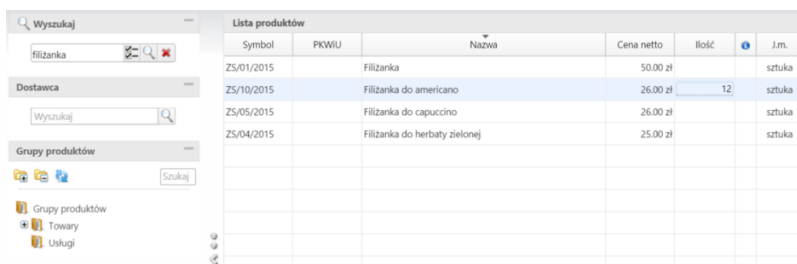 Wyszukaj
filiżanka
Dostawca
Wyszukaj
Grupy produktów
Szukaj
Grupy produktów
Towary
Usługi
Lista produktów
Symbol PKWiU Nazwa Cena netto Ilość J.m.
ZS/01/2015 Filiżanka 50.00 zł sztuka
ZS/10/2015 Filiżanka do americano 26.00 zł 12 sztuka
ZS/05/2015 Filiżanka do capuccino 26.00 zł sztuka
ZS/04/2015 Filiżanka do herbaty zielonej 25.00 zł sztuka